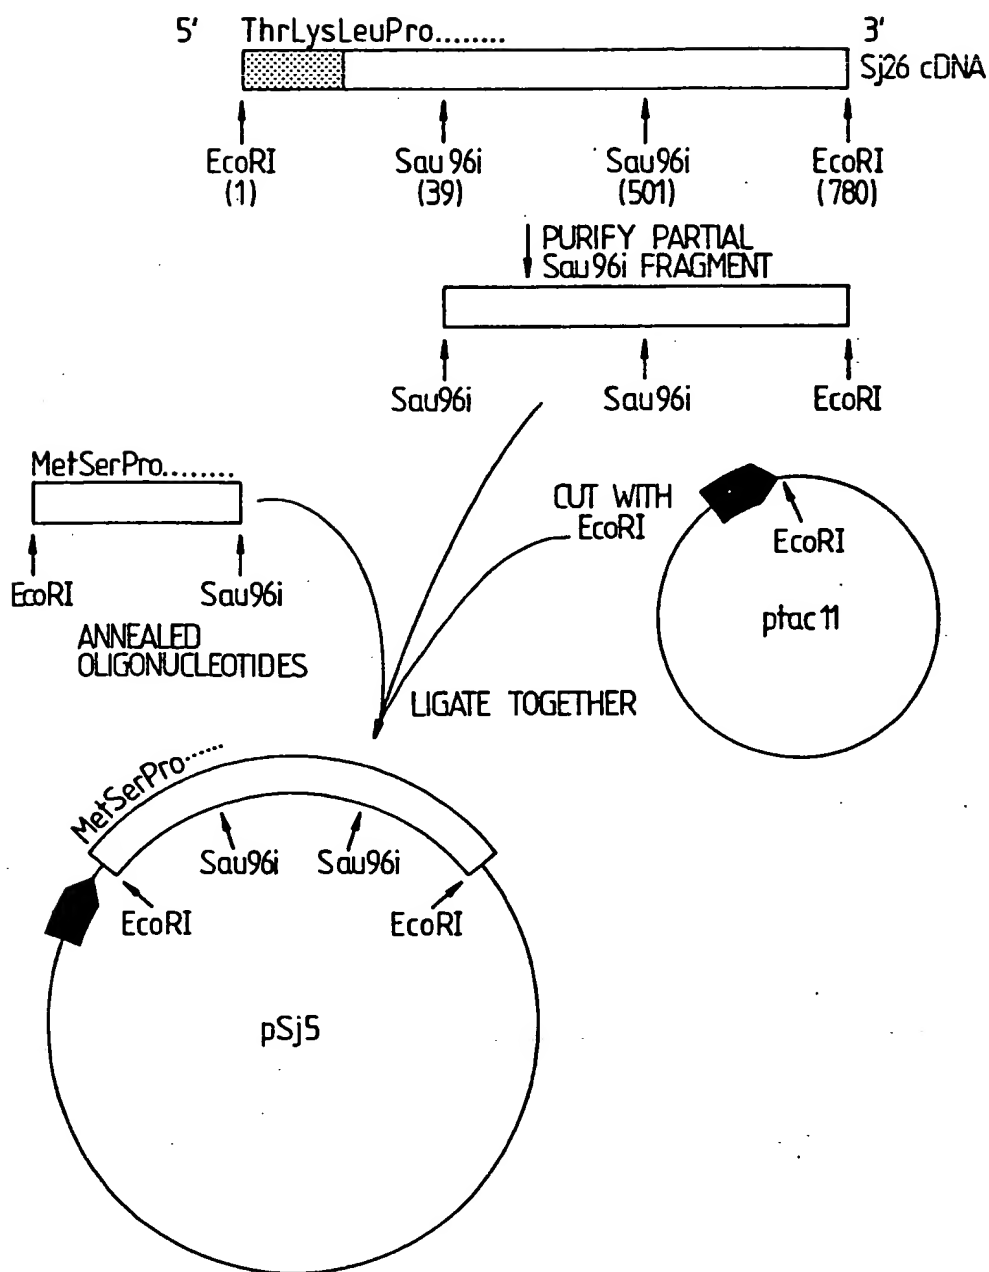 5' ThrLysLeuPro........ 3'
Sj26 cDNA
EcoRI Sau96i Sau96i EcoRI
(1) (39) (501) (780)
PURIFY PARTIAL
Sau96i FRAGMENT
Sau96i Sau96i EcoRI
MetSerPro........
EcoRI Sau96i
ANNEALED
OLIGONUCLEOTIDES
CUT WITH
EcoRI
EcoRI
ptac11
LIGATE TOGETHER
MetSerPro......
Sau96i Sau96i
EcoRI EcoRI
pSj5